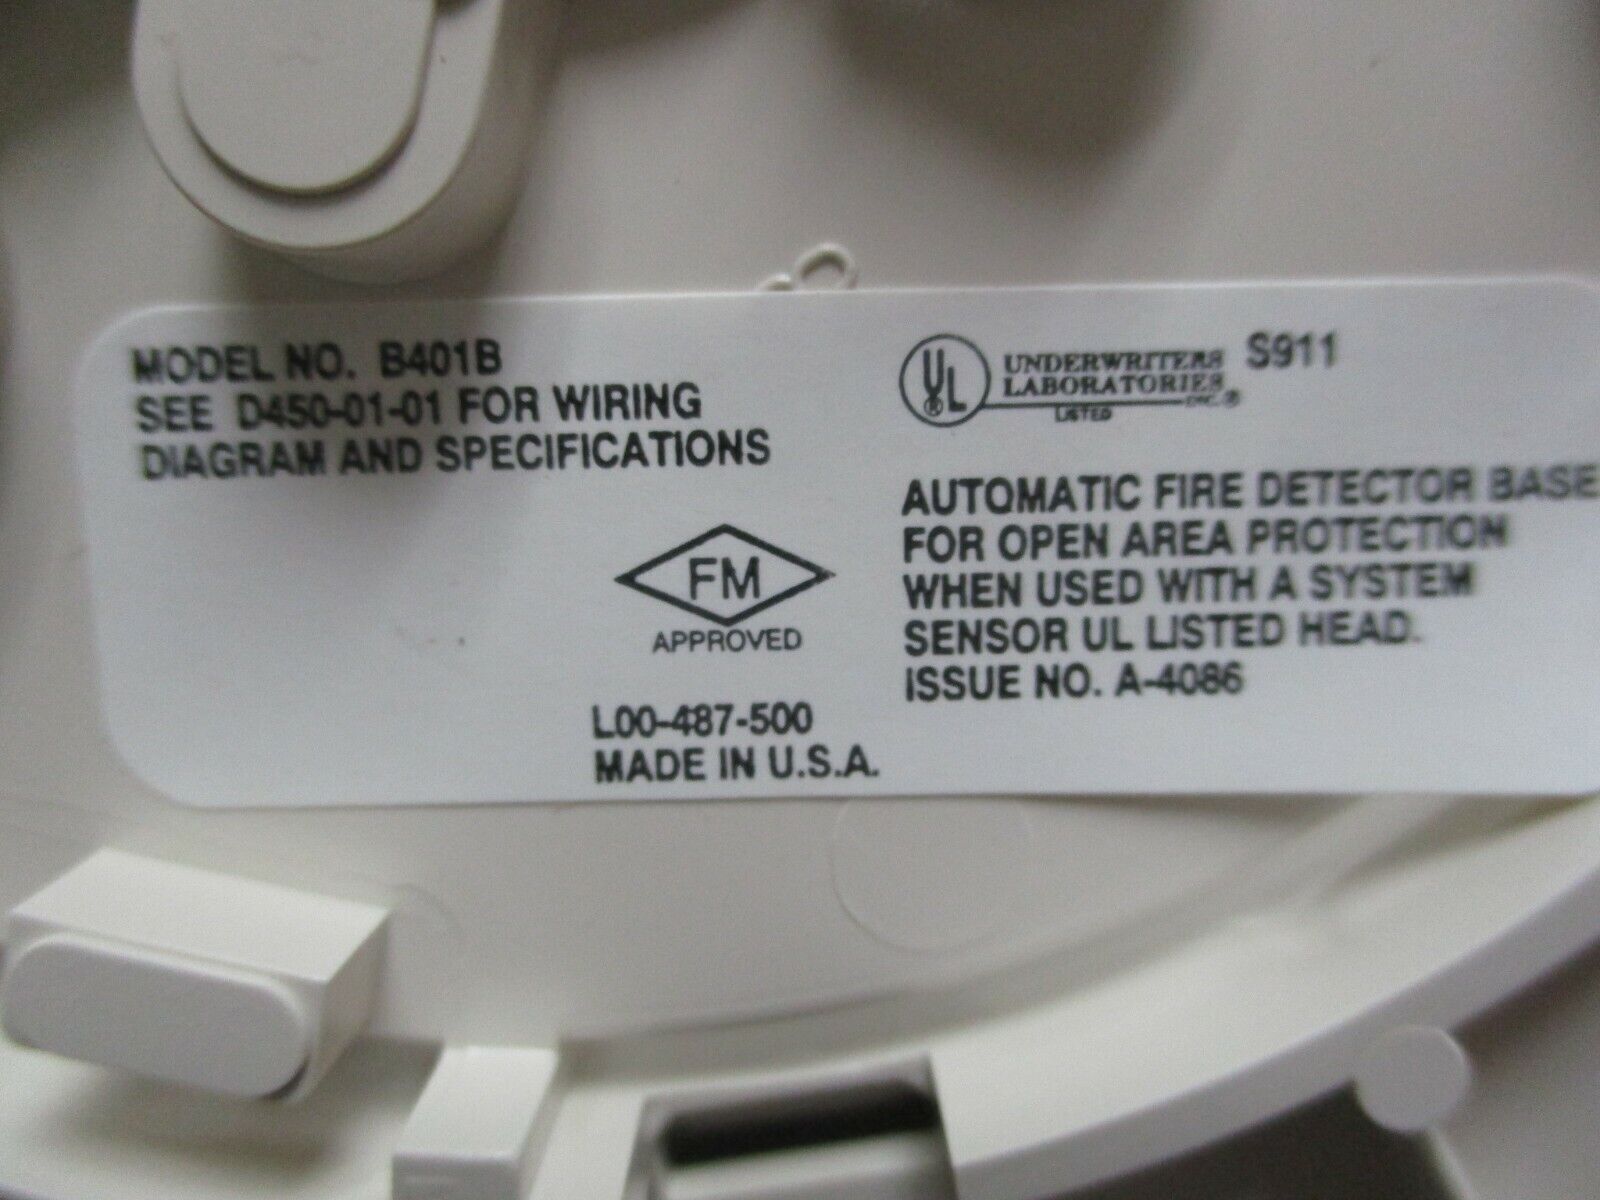 MODEL NO. B401B
SEE D450-01-01 FOR WIRING
DIAGRAM AND SPECIFICATIONS
FM
APPROVED
L00-487-500
MADE IN U.S.A.
UL ® UNDERWRITERS S911
LABORATORIES, INC.®
LISTED
AUTOMATIC FIRE DETECTOR BASE
FOR OPEN AREA PROTECTION
WHEN USED WITH A SYSTEM
SENSOR UL LISTED HEAD.
ISSUE NO. A-4086